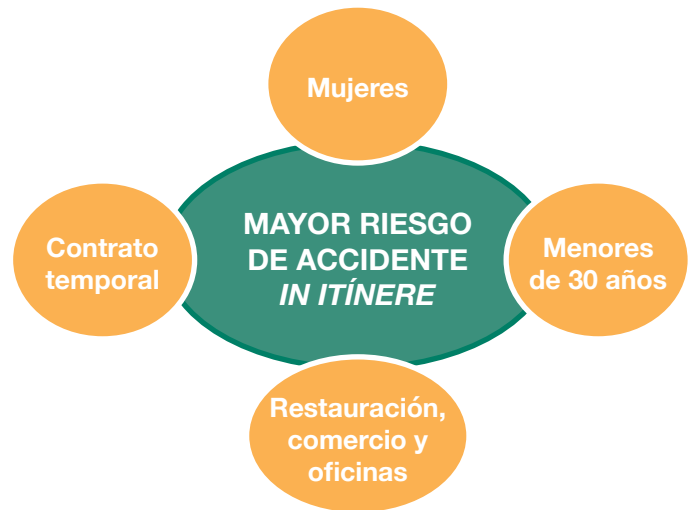 Mujeres
Contrato
temporal
MAYOR RIESGO
DE ACCIDENTE
IN ITÍNERE
Menores
de 30 años
Restauración,
comercio y
oficinas